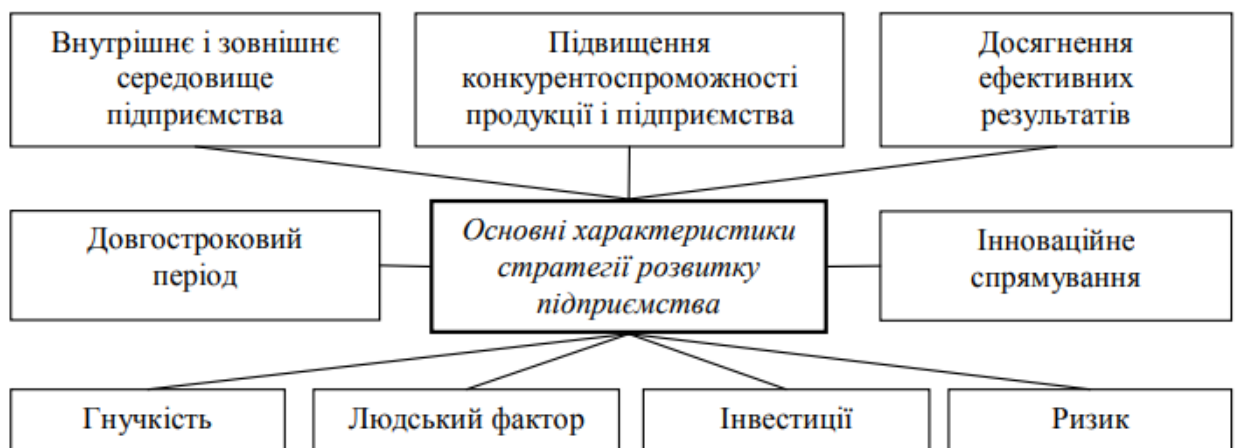 Внутрішнє і зовнішнє
середовище
підприємства
Підвищення
конкурентоспроможності
продукції і підприємства
Досягнення
ефективних
результатів
Довгостроковий
період
Основні характеристики
стратегії розвитку
підприємства
Інноваційне
спрямування
Гнучкість
Людський фактор
Інвестиції
Ризик